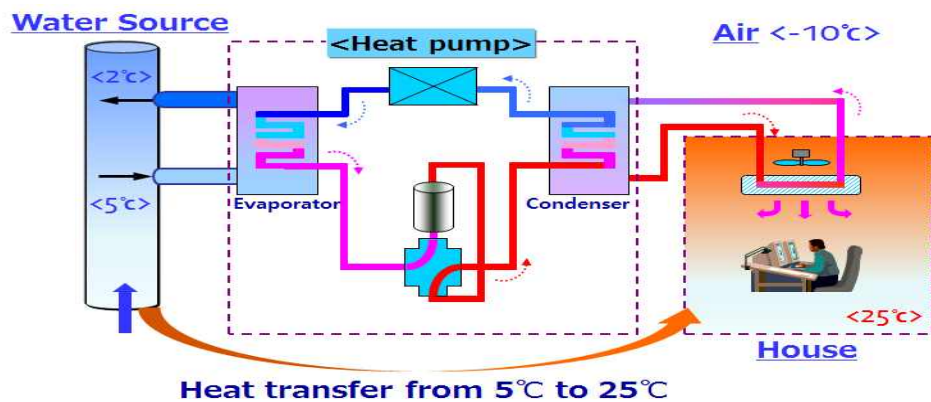 Water Source
<Heat pump>
Air <-10℃>
<2℃>
<5℃>
Evaporator
Condenser
<25℃>
House
Heat transfer from 5℃ to 25℃